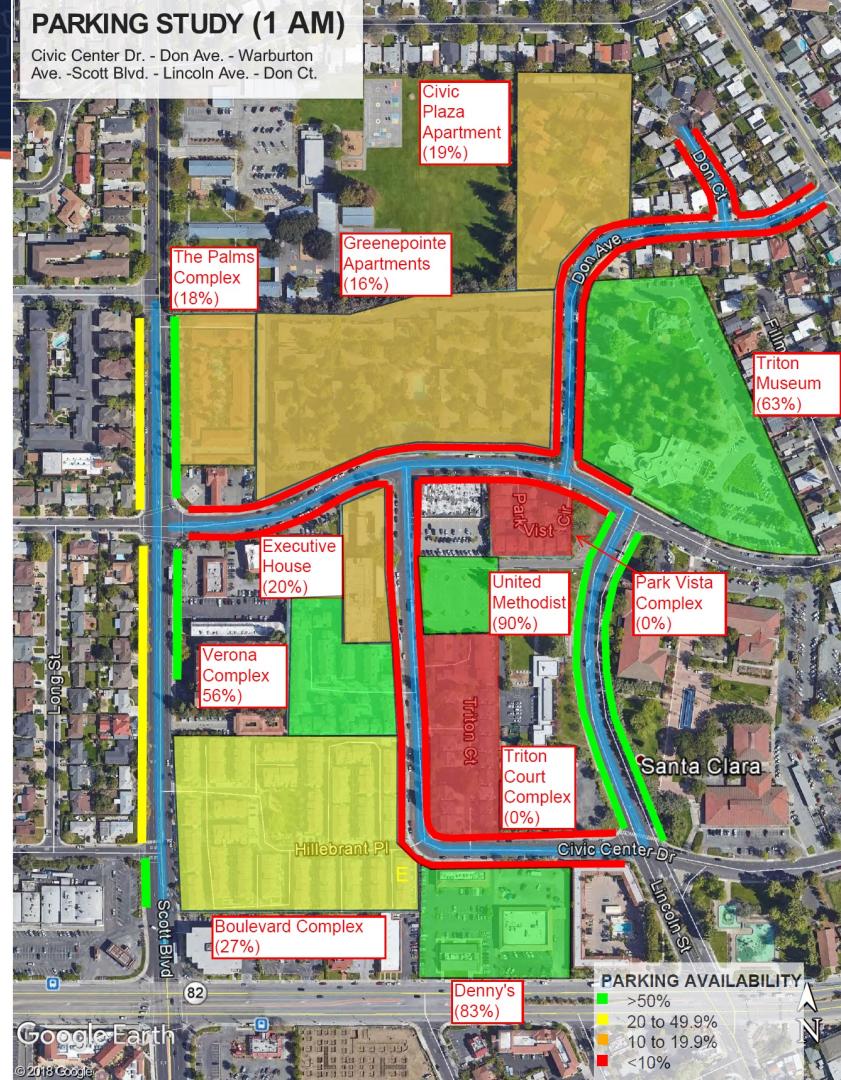 PARKING STUDY (1 AM)
Civic Center Dr. - Don Ave. - Warburton
Ave. -Scott Blvd. - Lincoln Ave. - Don Ct.
Civic
Plaza
Apartment
(19%)
Don Ct
Greenepointe
Apartments
(16%)
Don Ave
The Palms
Complex
(18%)
Triton
Museum
(63%)
Park
Vist
Cir
Executive
House
(20%)
United
Methodist
(90%)
Park Vista
Complex
(0%)
Long St
Verona
Complex
56%)
Triton Ct
Santa Clara
Triton
Court
Complex
(0%)
Hillebrant Pl
E
Civic Center Dr
Lincoln St
Scott Blvd
Boulevard Complex
(27%)
82
Denny's
(83%)
PARKING AVAILABILITY
>50%
20 to 49.9%
10 to 19.9%
<10%
N
Google Earth
© 2018 Google